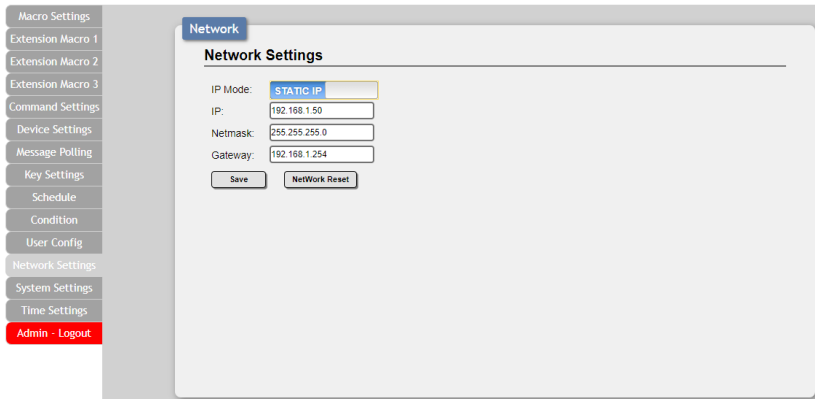 Macro Settings
Extension Macro 1
Extension Macro 2
Extension Macro 3
Command Settings
Device Settings
Message Polling
Key Settings
Schedule
Condition
User Config
Network Settings
System Settings
Time Settings
Admin - Logout
Network
Network Settings
IP Mode: STATIC IP
IP: 192.168.1.50
Netmask: 255.255.255.0
Gateway: 192.168.1.254
Save NetWork Reset